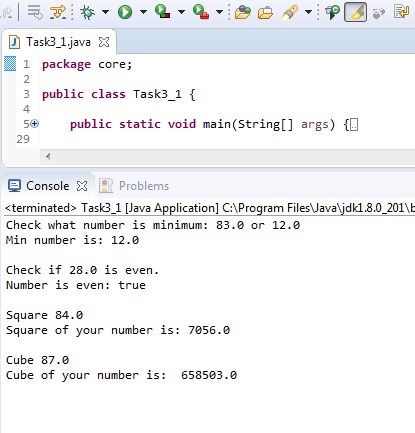 Task3_1.java
1 package core;
2
3 public class Task3_1 {
4
5 public static void main(String[] args) {
29
Console Problems
<terminated> Task3_1 [Java Application] C:\Program Files\Java\jdk1.8.0_201\b
Check what number is minimum: 83.0 or 12.0
Min number is: 12.0
Check if 28.0 is even.
Number is even: true
Square 84.0
Square of your number is: 7056.0
Cube 87.0
Cube of your number is:  658503.0